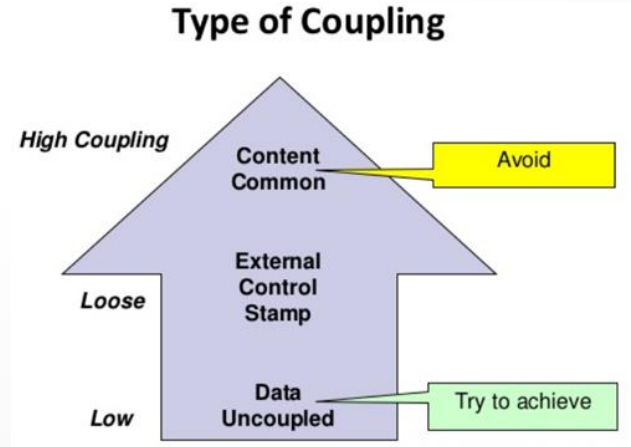 Type of Coupling
High Coupling
Content
Common
Avoid
External
Control
Stamp
Loose
Data
Uncoupled
Try to achieve
Low